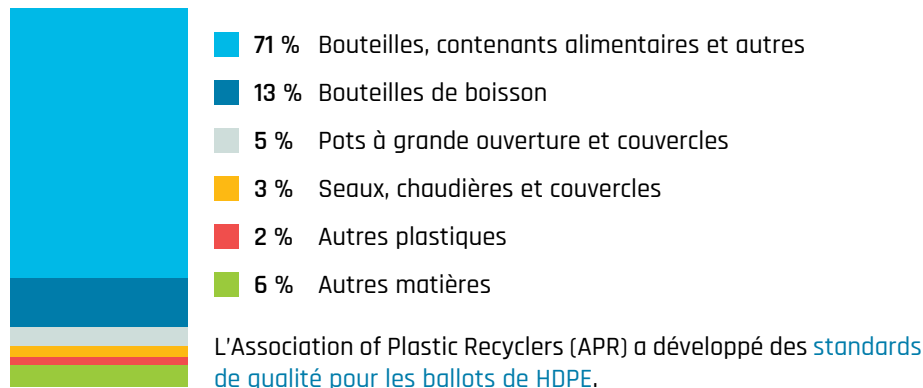 71 % Bouteilles, contenants alimentaires et autres
13 % Bouteilles de boisson
5 % Pots à grande ouverture et couvercles
3 % Seaux, chaudières et couvercles
2 % Autres plastiques
6 % Autres matières
L'Association of Plastic Recyclers (APR) a développé des standards
de qualité pour les ballots de HDPE.